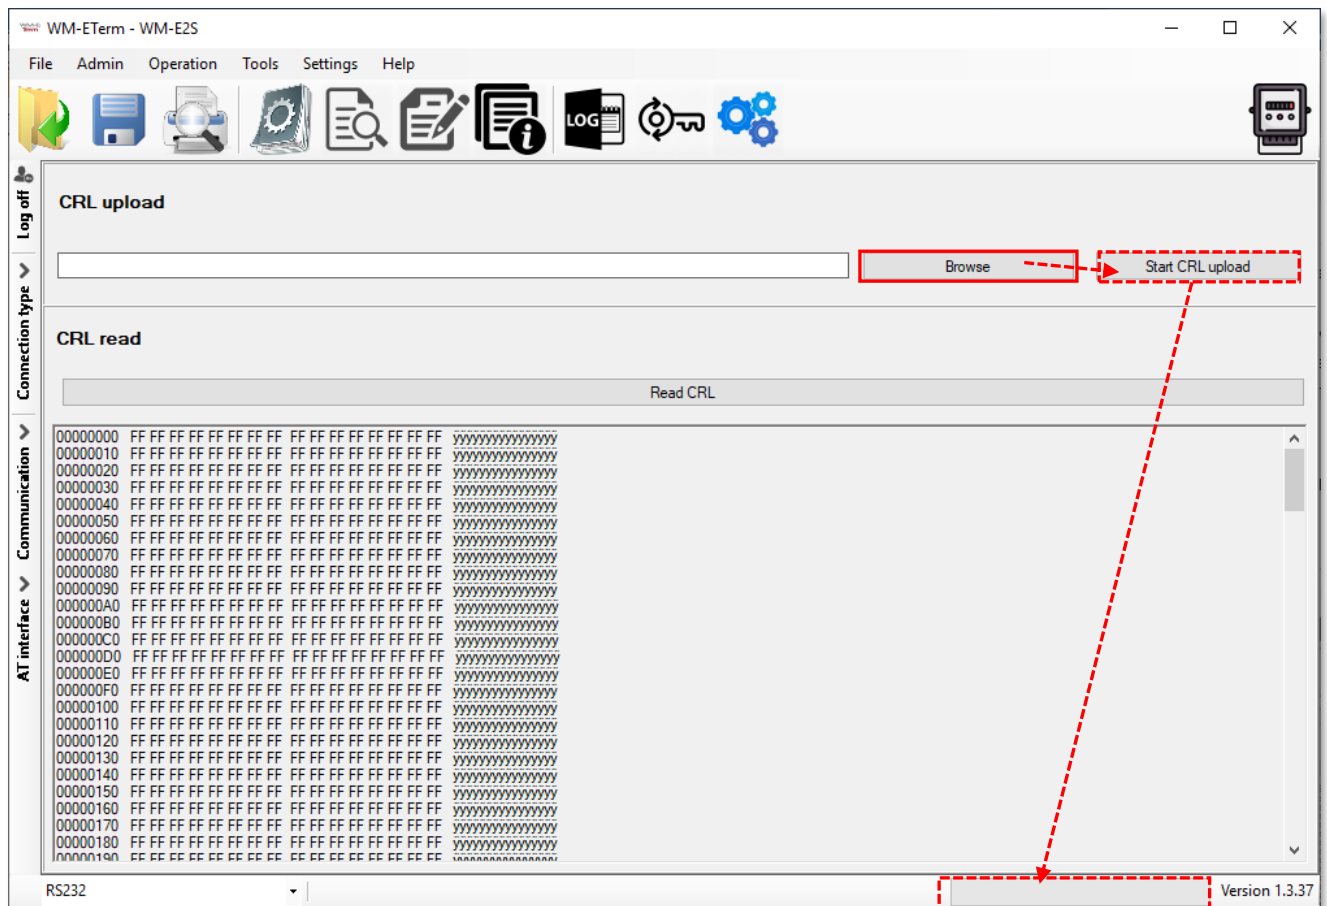 WM-ETerm - WM-E2S
File Admin Operation Tools Settings Help
LOG
Log off
Connection type
Communication
AT interface
CRL upload
Browse
Start CRL upload
CRL read
Read CRL
00000000 FF FF FF FF FF FF FF FF FF FF FF FF FF FF FF FF ÿÿÿÿÿÿÿÿÿÿÿÿÿÿÿÿ
00000010 FF FF FF FF FF FF FF FF FF FF FF FF FF FF FF FF ÿÿÿÿÿÿÿÿÿÿÿÿÿÿÿÿ
00000020 FF FF FF FF FF FF FF FF FF FF FF FF FF FF FF FF ÿÿÿÿÿÿÿÿÿÿÿÿÿÿÿÿ
00000030 FF FF FF FF FF FF FF FF FF FF FF FF FF FF FF FF ÿÿÿÿÿÿÿÿÿÿÿÿÿÿÿÿ
00000040 FF FF FF FF FF FF FF FF FF FF FF FF FF FF FF FF ÿÿÿÿÿÿÿÿÿÿÿÿÿÿÿÿ
00000050 FF FF FF FF FF FF FF FF FF FF FF FF FF FF FF FF ÿÿÿÿÿÿÿÿÿÿÿÿÿÿÿÿ
00000060 FF FF FF FF FF FF FF FF FF FF FF FF FF FF FF FF ÿÿÿÿÿÿÿÿÿÿÿÿÿÿÿÿ
00000070 FF FF FF FF FF FF FF FF FF FF FF FF FF FF FF FF ÿÿÿÿÿÿÿÿÿÿÿÿÿÿÿÿ
00000080 FF FF FF FF FF FF FF FF FF FF FF FF FF FF FF FF ÿÿÿÿÿÿÿÿÿÿÿÿÿÿÿÿ
00000090 FF FF FF FF FF FF FF FF FF FF FF FF FF FF FF FF ÿÿÿÿÿÿÿÿÿÿÿÿÿÿÿÿ
000000A0 FF FF FF FF FF FF FF FF FF FF FF FF FF FF FF FF ÿÿÿÿÿÿÿÿÿÿÿÿÿÿÿÿ
000000B0 FF FF FF FF FF FF FF FF FF FF FF FF FF FF FF FF ÿÿÿÿÿÿÿÿÿÿÿÿÿÿÿÿ
000000C0 FF FF FF FF FF FF FF FF FF FF FF FF FF FF FF FF ÿÿÿÿÿÿÿÿÿÿÿÿÿÿÿÿ
000000D0 FF FF FF FF FF FF FF FF FF FF FF FF FF FF FF FF ÿÿÿÿÿÿÿÿÿÿÿÿÿÿÿÿ
000000E0 FF FF FF FF FF FF FF FF FF FF FF FF FF FF FF FF ÿÿÿÿÿÿÿÿÿÿÿÿÿÿÿÿ
000000F0 FF FF FF FF FF FF FF FF FF FF FF FF FF FF FF FF ÿÿÿÿÿÿÿÿÿÿÿÿÿÿÿÿ
00000100 FF FF FF FF FF FF FF FF FF FF FF FF FF FF FF FF ÿÿÿÿÿÿÿÿÿÿÿÿÿÿÿÿ
00000110 FF FF FF FF FF FF FF FF FF FF FF FF FF FF FF FF ÿÿÿÿÿÿÿÿÿÿÿÿÿÿÿÿ
00000120 FF FF FF FF FF FF FF FF FF FF FF FF FF FF FF FF ÿÿÿÿÿÿÿÿÿÿÿÿÿÿÿÿ
00000130 FF FF FF FF FF FF FF FF FF FF FF FF FF FF FF FF ÿÿÿÿÿÿÿÿÿÿÿÿÿÿÿÿ
00000140 FF FF FF FF FF FF FF FF FF FF FF FF FF FF FF FF ÿÿÿÿÿÿÿÿÿÿÿÿÿÿÿÿ
00000150 FF FF FF FF FF FF FF FF FF FF FF FF FF FF FF FF ÿÿÿÿÿÿÿÿÿÿÿÿÿÿÿÿ
00000160 FF FF FF FF FF FF FF FF FF FF FF FF FF FF FF FF ÿÿÿÿÿÿÿÿÿÿÿÿÿÿÿÿ
00000170 FF FF FF FF FF FF FF FF FF FF FF FF FF FF FF FF ÿÿÿÿÿÿÿÿÿÿÿÿÿÿÿÿ
00000180 FF FF FF FF FF FF FF FF FF FF FF FF FF FF FF FF ÿÿÿÿÿÿÿÿÿÿÿÿÿÿÿÿ
00000190 FF FF FF FF FF FF FF FF FF FF FF FF FF FF FF FF ÿÿÿÿÿÿÿÿÿÿÿÿÿÿÿÿ
RS232
Version 1.3.37